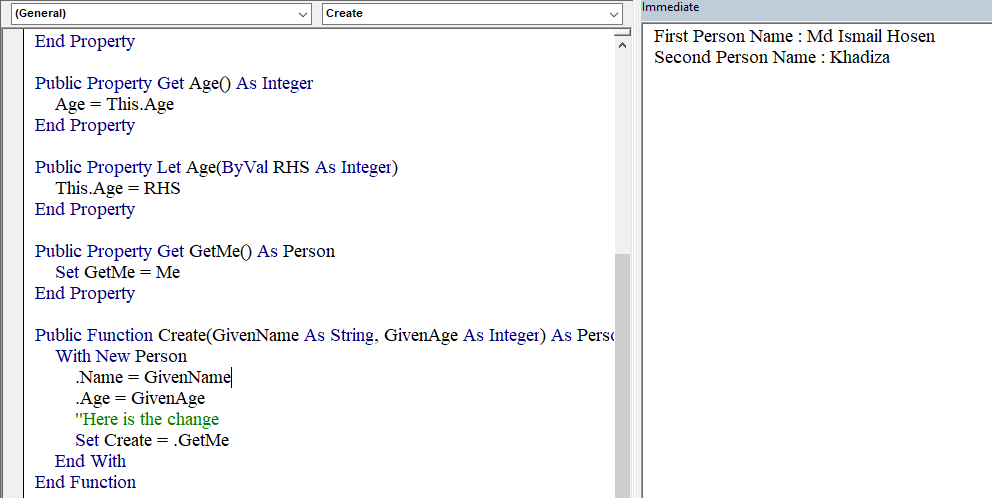 (General)
Create
End Property
Public Property Get Age() As Integer
Age = This.Age
End Property
Public Property Let Age(ByVal RHS As Integer)
This.Age = RHS
End Property
Public Property Get GetMe() As Person
Set GetMe = Me
End Property
Public Function Create(GivenName As String, GivenAge As Integer) As Perso
With New Person
.Name = GivenName
.Age = GivenAge
''Here is the change
Set Create = .GetMe
End With
End Function
Immediate
First Person Name : Md Ismail Hosen
Second Person Name : Khadiza